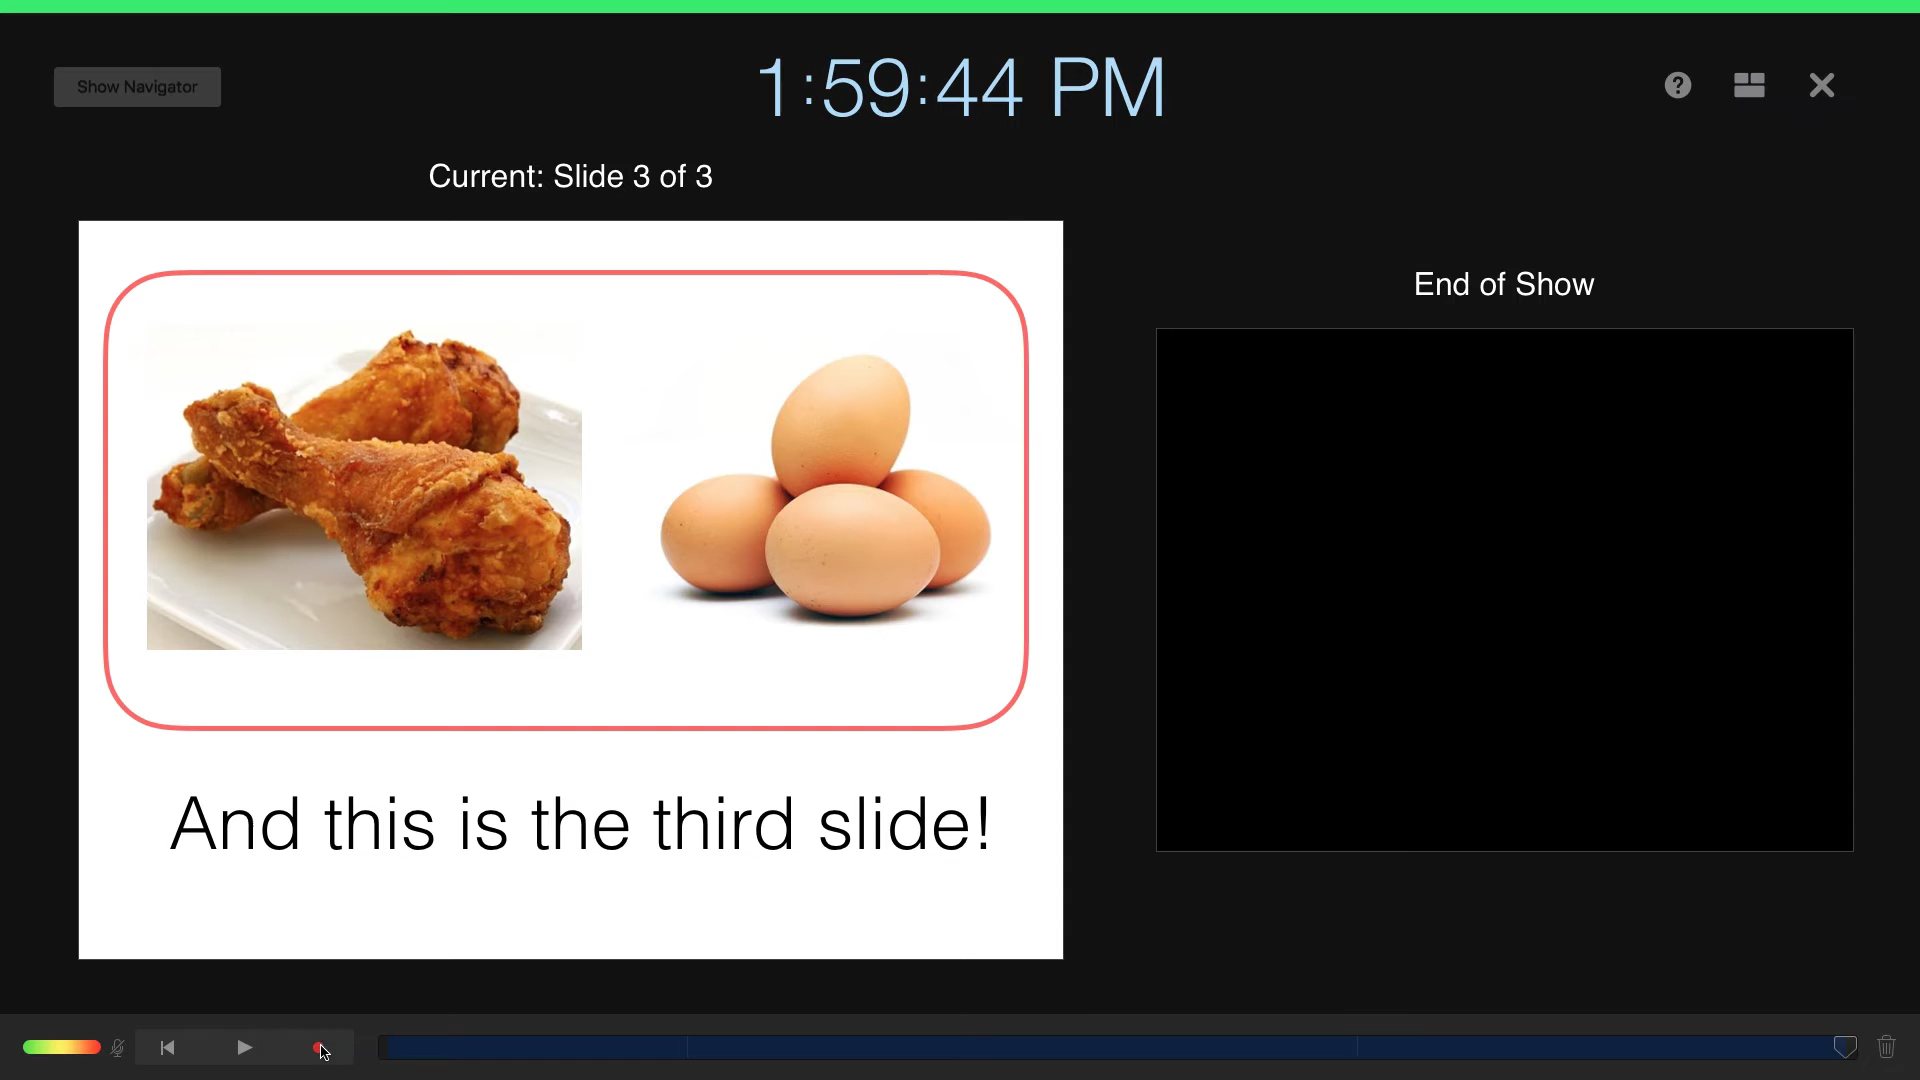 Show Navigator
1:59:44 PM
Current: Slide 3 of 3
End of Show
And this is the third slide!